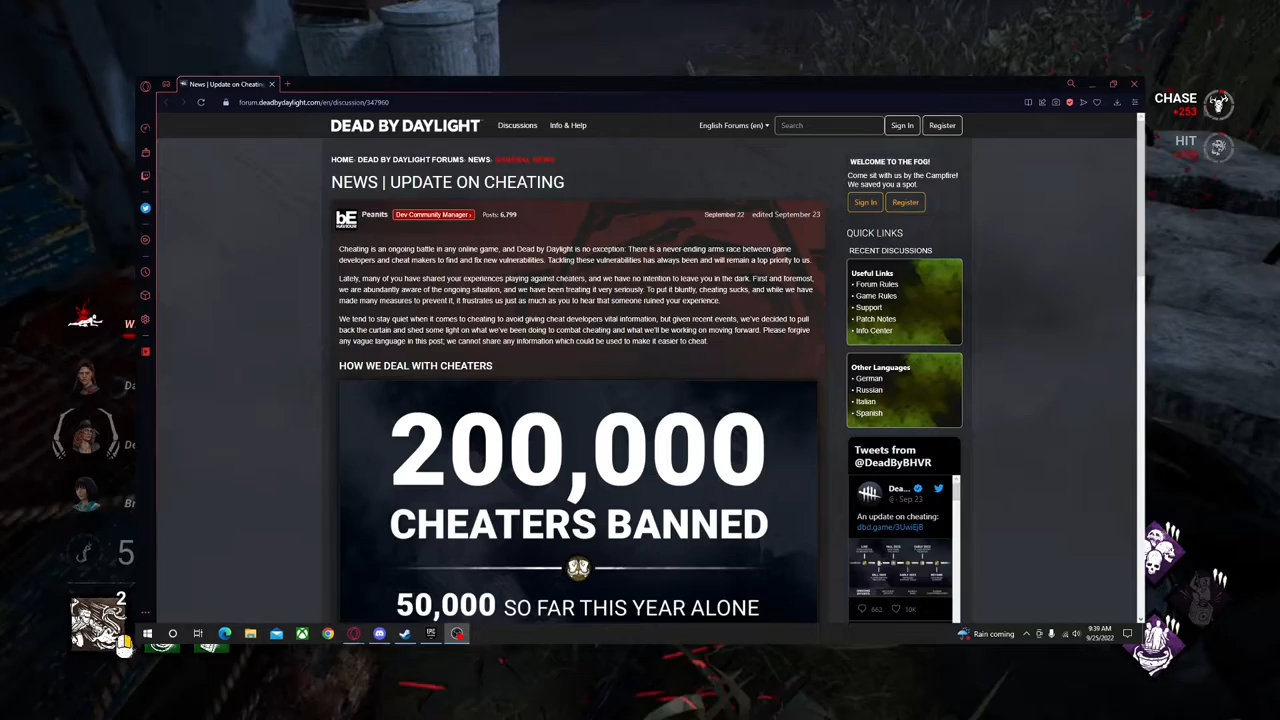 News | Update on Cheating
forum.deadbydaylight.com/en/discussion/347960
DEAD BY DAYLIGHT
Discussions
Info & Help
English Forums (en)
Search
Sign In
Register
HOME› DEAD BY DAYLIGHT FORUMS› NEWS› GENERAL NEWS
NEWS | UPDATE ON CHEATING
bE
HAVIOUR
Peanits
Dev Community Manager ›
Posts: 6,799
September 22
edited September 23
Cheating is an ongoing battle in any online game, and Dead by Daylight is no exception: There is a never-ending arms race between game
developers and cheat makers to find and fix new vulnerabilities. Tackling these vulnerabilities has always been and will remain a top priority to us.
Lately, many of you have shared your experiences playing against cheaters, and we have no intention to leave you in the dark. First and foremost,
we are abundantly aware of the ongoing situation, and we have been treating it very seriously. To put it bluntly, cheating sucks, and while we have
made many measures to prevent it, it frustrates us just as much as you to hear that someone ruined your experience.
We tend to stay quiet when it comes to cheating to avoid giving cheat developers vital information, but given recent events, we've decided to pull
back the curtain and shed some light on what we've been doing to combat cheating and what we'll be working on moving forward. Please forgive
any vague language in this post; we cannot share any information which could be used to make it easier to cheat.
HOW WE DEAL WITH CHEATERS
200,000
CHEATERS BANNED
50,000 SO FAR THIS YEAR ALONE
WELCOME TO THE FOG!
Come sit with us by the Campfire!
We saved you a spot.
Sign In
Register
QUICK LINKS
RECENT DISCUSSIONS
Useful Links
• Forum Rules
• Game Rules
• Support
• Patch Notes
• Info Center
Other Languages
• German
• Russian
• Italian
• Spanish
Tweets from
@DeadByBHVR
Dea...
Sep 23
An update on cheating:
662
10K
CHASE
+253
HIT
W
Da
De
Br
5
2
Rain coming
9:39 AM
9/25/2022